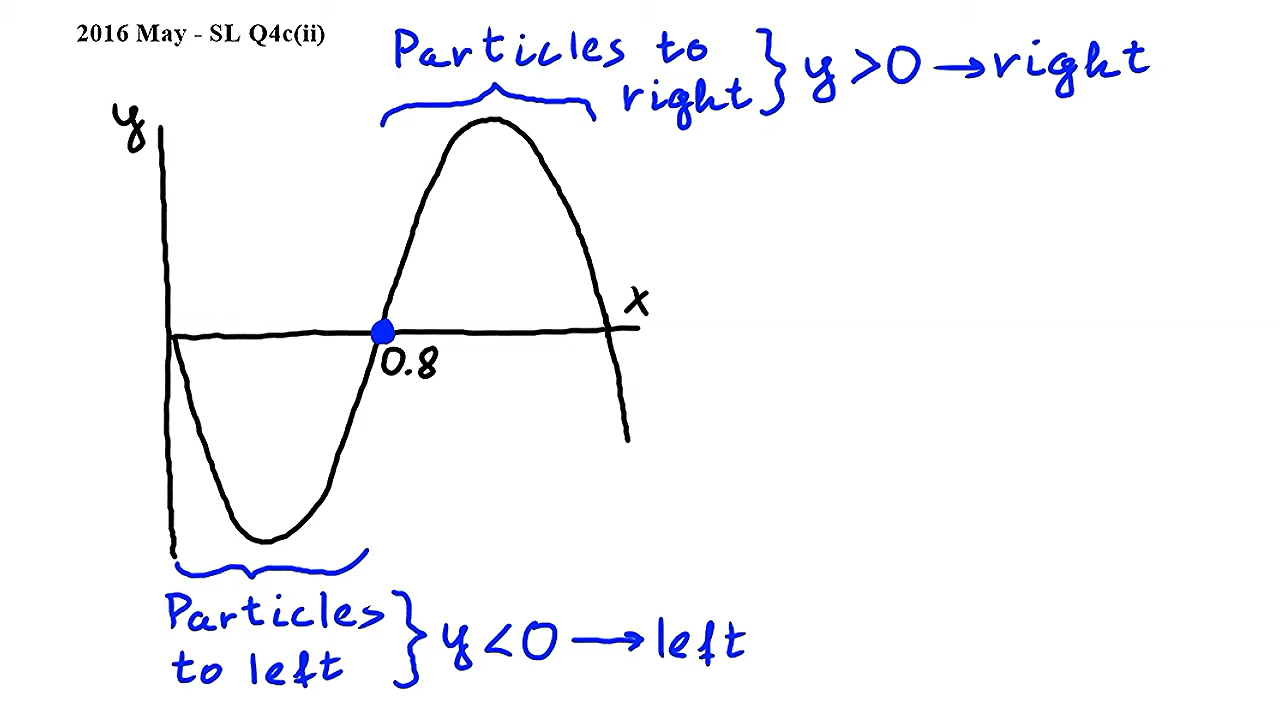 2016 May - SL Q4c(ii)
Particles to
right } y > 0 → right
y
x
0.8
Particles
to left } y < 0 → left